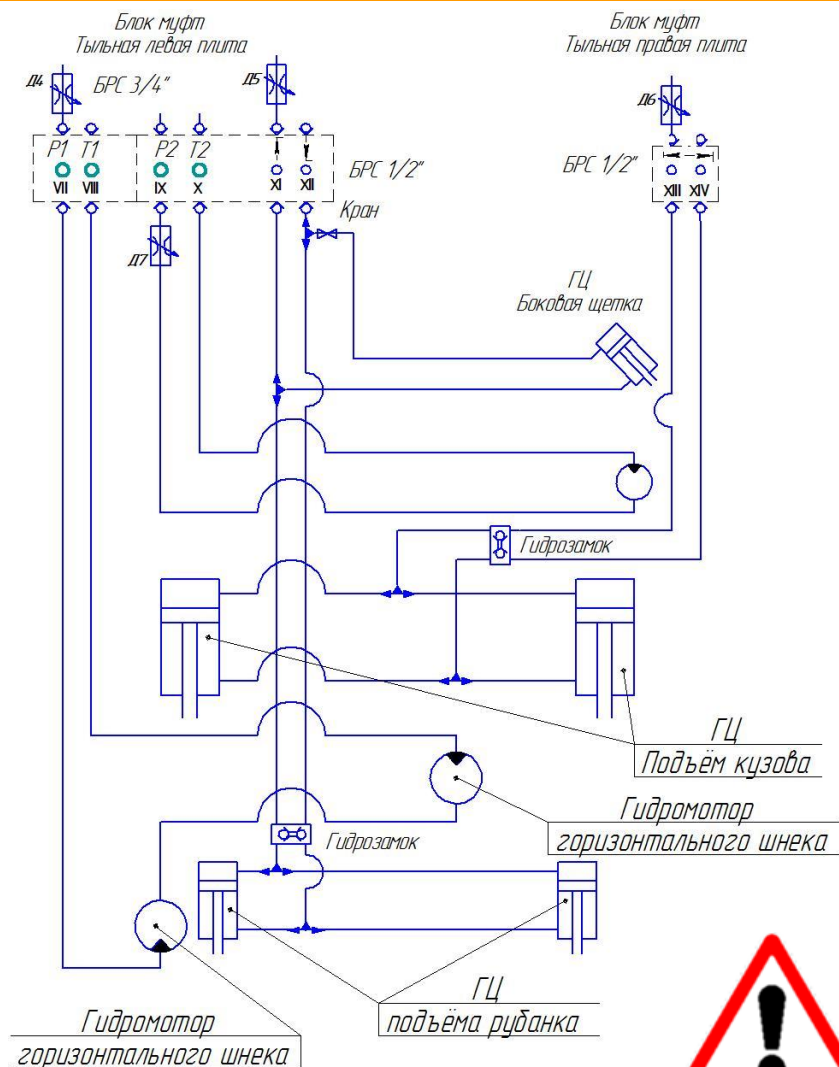 Блок муфт
Тыльная левая плита
Блок муфт
Тыльная правая плита
Д4
БРС 3/4"
Д5
Д6
P1 T1 P2 T2
VII VIII IX X XI XII
БРС 1/2"
БРС 1/2"
XIII XIV
Кран
Д7
ГЦ
Боковая щетка
Гидрозамок
ГЦ
Подъём кузова
Гидромотор
горизонтального шнека
Гидрозамок
ГЦ
подъёма рубанка
Гидромотор
горизонтального шнека